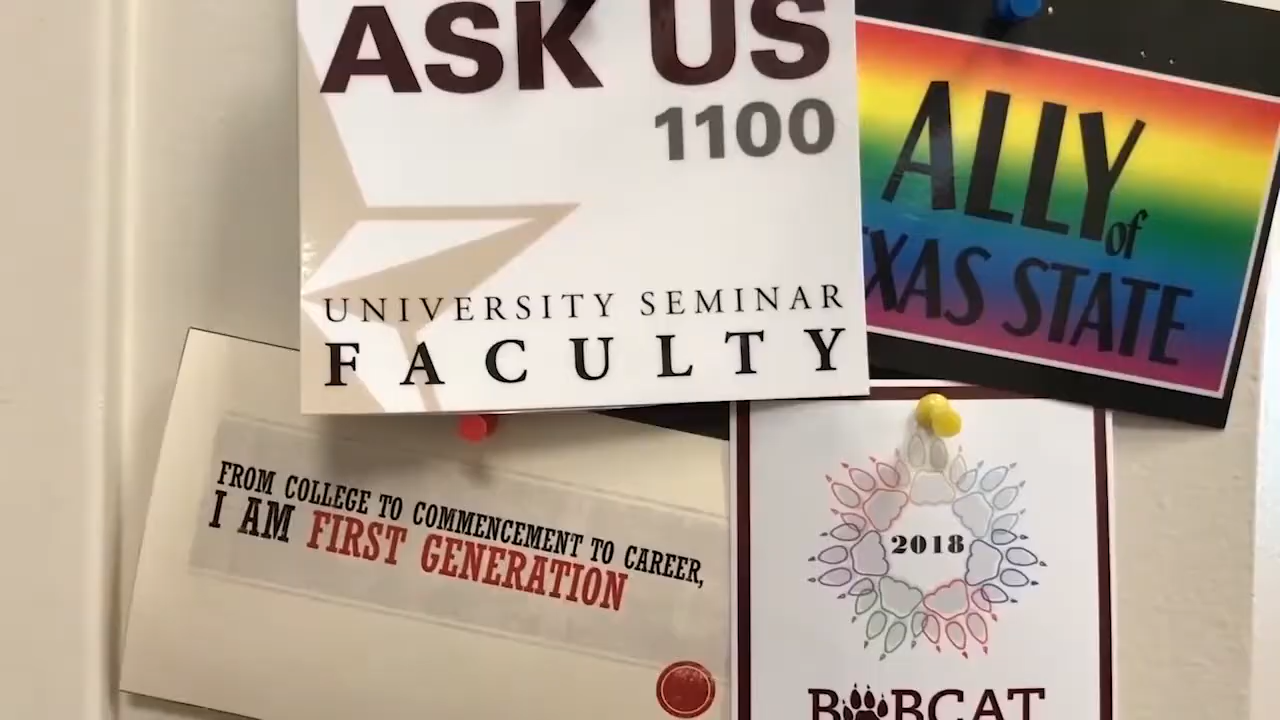 ASK US
1100
UNIVERSITY SEMINAR
FACULTY
ALLY of
XAS STATE
FROM COLLEGE TO COMMENCEMENT TO CAREER,
I AM FIRST GENERATION
2018
BOBCAT